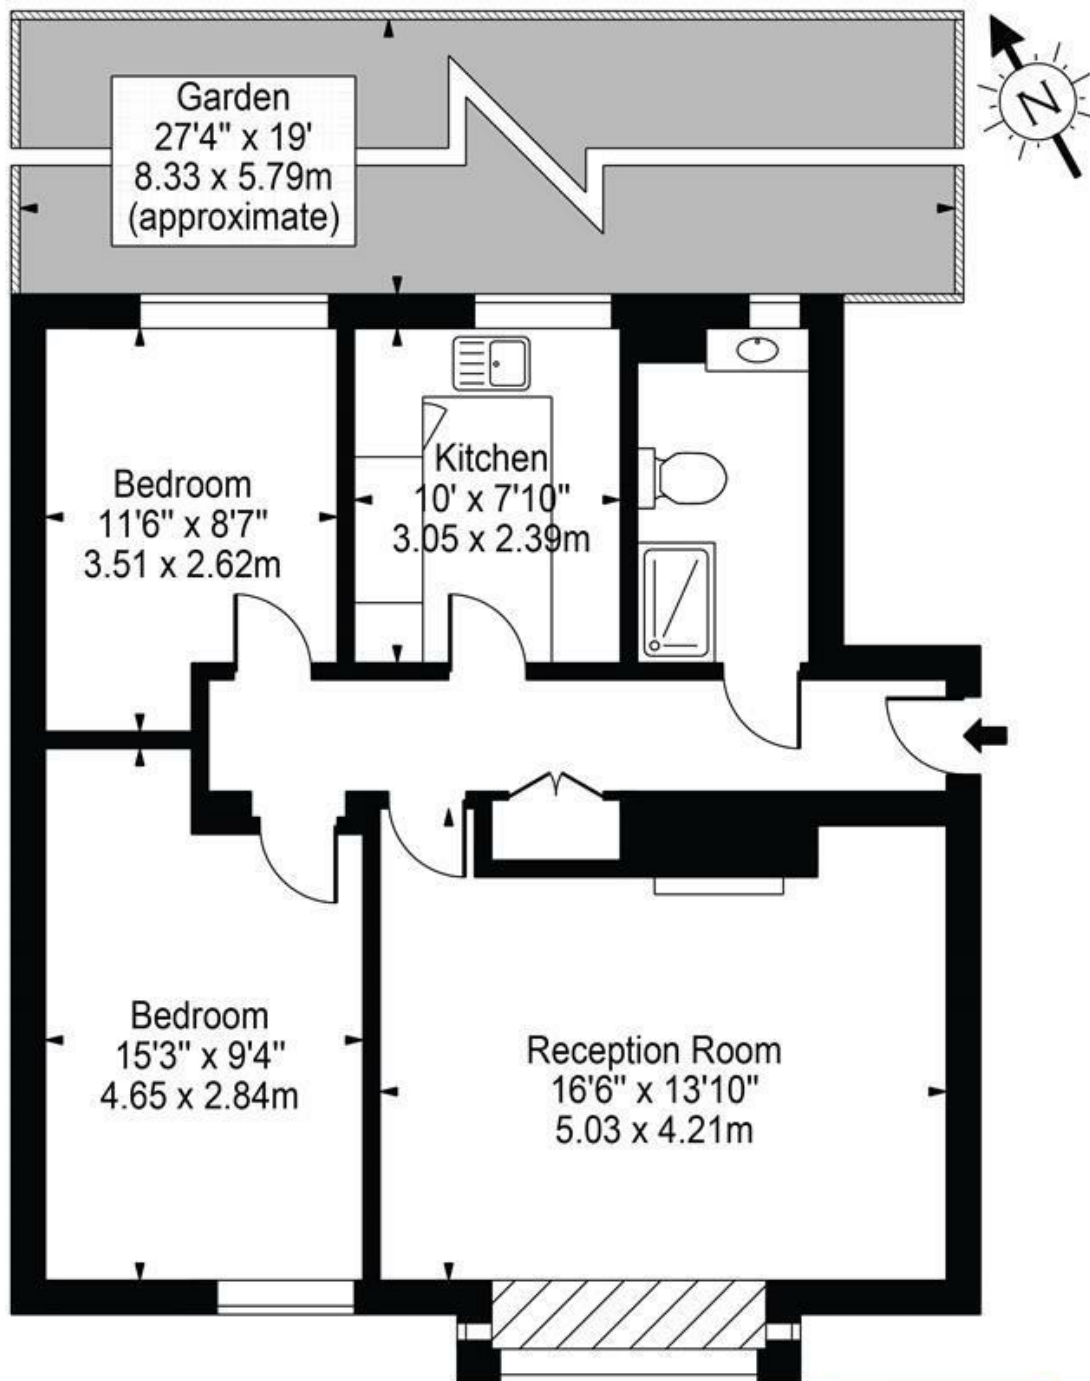 Garden
27'4" x 19'
8.33 x 5.79m
(approximate)
N
Bedroom
11'6" x 8'7"
3.51 x 2.62m
Kitchen
10' x 7'10"
3.05 x 2.39m
Bedroom
15'3" x 9'4"
4.65 x 2.84m
Reception Room
16'6" x 13'10"
5.03 x 4.21m